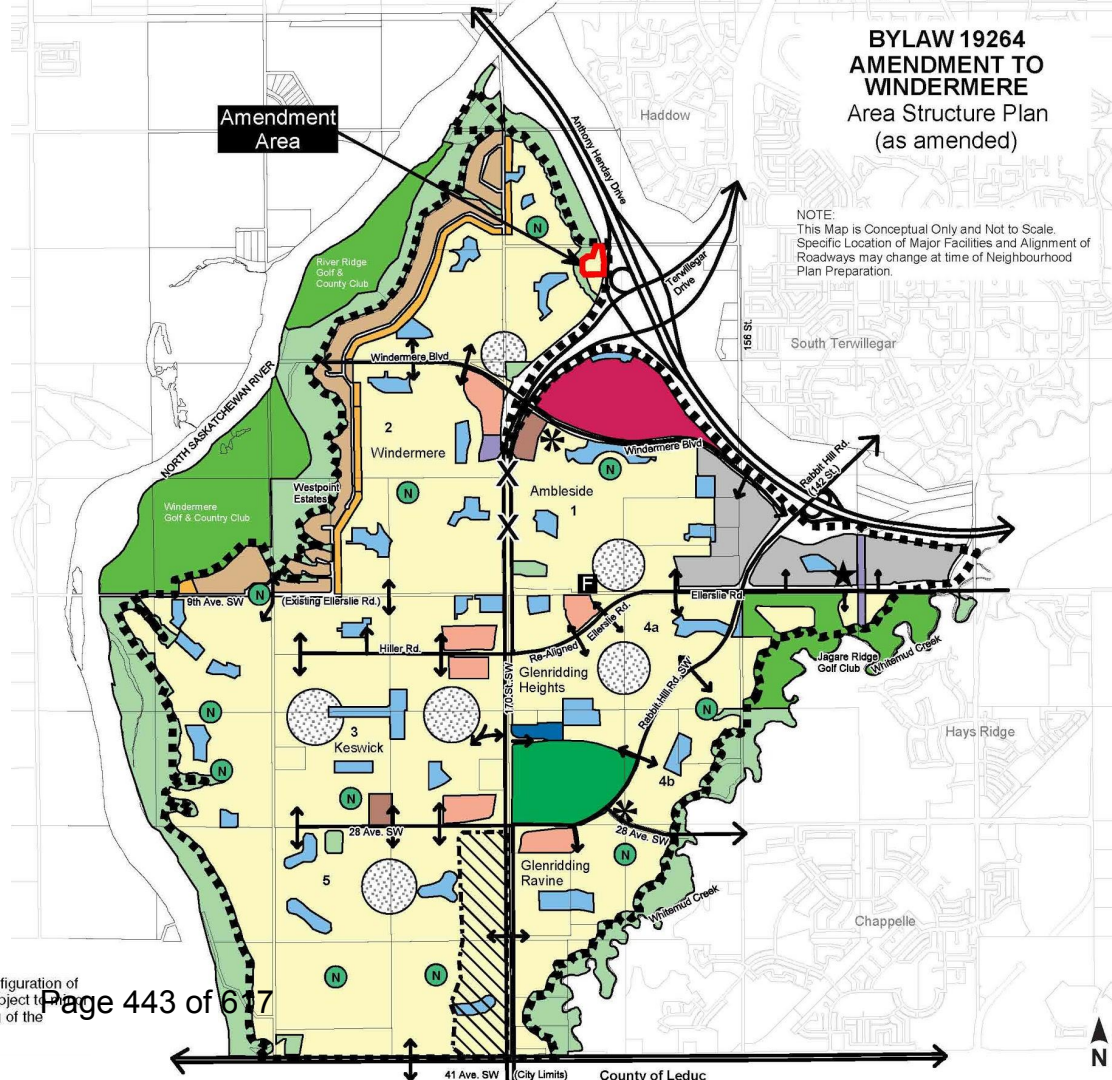 BYLAW 19264
AMENDMENT TO
WINDERMERE
Area Structure Plan
(as amended)
NOTE:
This Map is Conceptual Only and Not to Scale.
Specific Location of Major Facilities and Alignment of
Roadways may change at time of Neighbourhood
Plan Preparation.
Amendment
Area
Haddow
Anthony Henday Drive
N
River Ridge
Golf &
County Club
Terwillegar
Drive
156 St.
South Terwillegar
Windermere Blvd
NORTH SASKATCHEWAN RIVER
2
Windermere
Windermere Blvd
N
Rabbit Hill Rd.
(142 St.)
Westpoint
Estates
N
X
Ambleside
1
Windermere
Golf & Country Club
X
F
9th Ave. SW
N
(Existing Ellerslie Rd.)
Ellerslie Rd.
Re-Aligned Ellerslie Rd.
4a
Hiller Rd.
Jagare Ridge
Golf Club
Whitemud Creek
Glenridding
Heights
170 St. SW
Rabbit Hill Rd. SW
N
N
3
Keswick
Hays Ridge
N
4b
N
28 Ave. SW
28 Ave. SW
N
Glenridding
Ravine
5
Whitemud Creek
Chappelle
N
N
figuration of
bject to minor
g of the
Page 443 of 617
41 Ave. SW
(City Limits)
County of Leduc
N